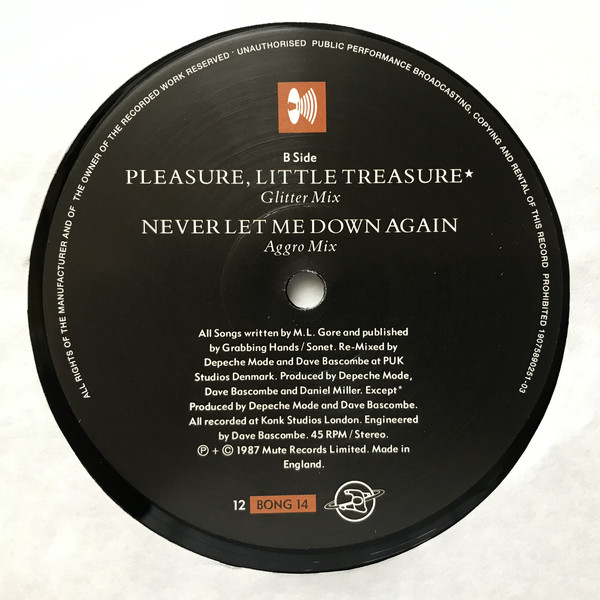 ALL RIGHTS OF THE MANUFACTURER AND OF THE OWNER OF THE RECORDED WORK RESERVED · UNAUTHORISED PUBLIC PERFORMANCE BROADCASTING, COPYING AND RENTAL OF THIS RECORD PROHIBITED 19075890251-03
B Side
PLEASURE, LITTLE TREASURE★
Glitter Mix
NEVER LET ME DOWN AGAIN
Aggro Mix
All Songs written by M. L. Gore and published
by Grabbing Hands / Sonet. Re-Mixed by
Depeche Mode and Dave Bascombe at PUK
Studios Denmark. Produced by Depeche Mode,
Dave Bascombe and Daniel Miller. Except*
Produced by Depeche Mode and Dave Bascombe.
All recorded at Konk Studios London. Engineered
by Dave Bascombe. 45 RPM / Stereo.
℗ + © 1987 Mute Records Limited. Made in
England.
12 BONG 14